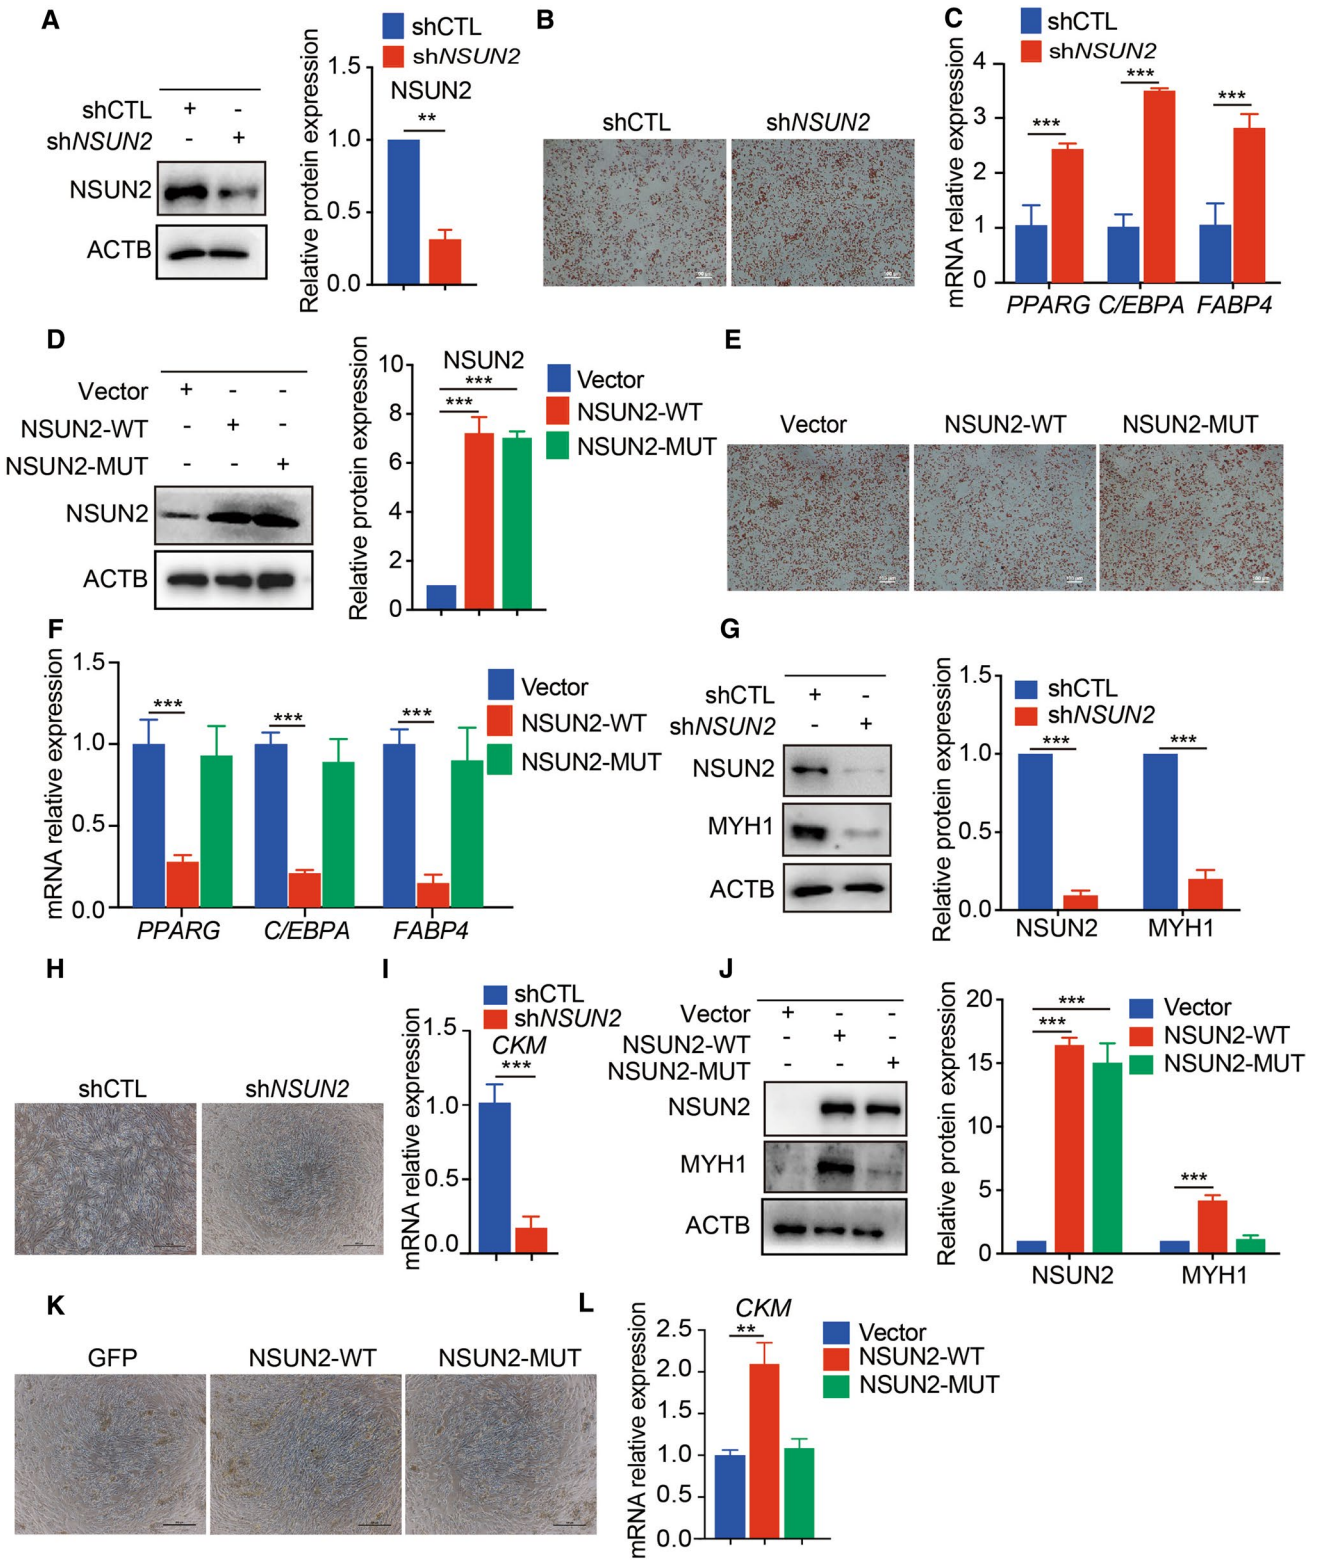 A
shCTL + -
shNSUN2 - +
NSUN2
ACTB
Relative protein expression
shCTL
shNSUN2
NSUN2
**
1.5
1.0
0.5
0.0
B
shCTL
shNSUN2
C
shCTL
shNSUN2
mRNA relative expression
4
3
2
1
0
***
***
***
PPARG C/EBPA FABP4
D
Vector + - -
NSUN2-WT - + -
NSUN2-MUT - - +
NSUN2
ACTB
Relative protein expression
NSUN2
10
8
6
4
2
0
***
***
Vector
NSUN2-WT
NSUN2-MUT
E
Vector
NSUN2-WT
NSUN2-MUT
F
mRNA relative expression
1.5
1.0
0.5
0.0
***
***
***
PPARG C/EBPA FABP4
Vector
NSUN2-WT
NSUN2-MUT
G
shCTL + -
shNSUN2 - +
NSUN2
MYH1
ACTB
Relative protein expression
1.5
1.0
0.5
0.0
shCTL
shNSUN2
***
***
NSUN2 MYH1
H
shCTL
shNSUN2
I
shCTL
shNSUN2
CKM
***
mRNA relative expression
1.5
1.0
0.5
0.0
J
Vector + - -
NSUN2-WT - + -
NSUN2-MUT - - +
NSUN2
MYH1
ACTB
Relative protein expression
20
15
10
5
0
***
***
***
NSUN2 MYH1
Vector
NSUN2-WT
NSUN2-MUT
K
GFP
NSUN2-WT
NSUN2-MUT
L
CKM
**
mRNA relative expression
2.5
2.0
1.5
1.0
0.5
0.0
Vector
NSUN2-WT
NSUN2-MUT